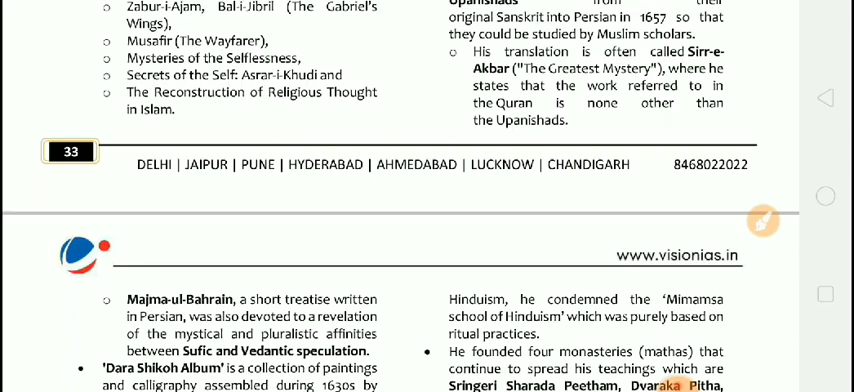 o Zabur-i-Ajam, Bal-i-Jibril (The Gabriel's
Wings),
o Musafir (The Wayfarer),
o Mysteries of the Selflessness,
o Secrets of the Self: Asrar-i-Khudi and
o The Reconstruction of Religious Thought
in Islam.
Upanishads from their
original Sanskrit into Persian in 1657 so that
they could be studied by Muslim scholars.
o His translation is often called Sirr-e-
Akbar ("The Greatest Mystery"), where he
states that the work referred to in
the Quran is none other than
the Upanishads.
33
DELHI | JAIPUR | PUNE | HYDERABAD | AHMEDABAD | LUCKNOW | CHANDIGARH 8468022022
www.visionias.in
o Majma-ul-Bahrain, a short treatise written
in Persian, was also devoted to a revelation
of the mystical and pluralistic affinities
between Sufic and Vedantic speculation.
• 'Dara Shikoh Album' is a collection of paintings
and calligraphy assembled during 1630s by
Hinduism, he condemned the 'Mimamsa
school of Hinduism' which was purely based on
ritual practices.
• He founded four monasteries (mathas) that
continue to spread his teachings which are
Sringeri Sharada Peetham, Dvaraka Pitha,